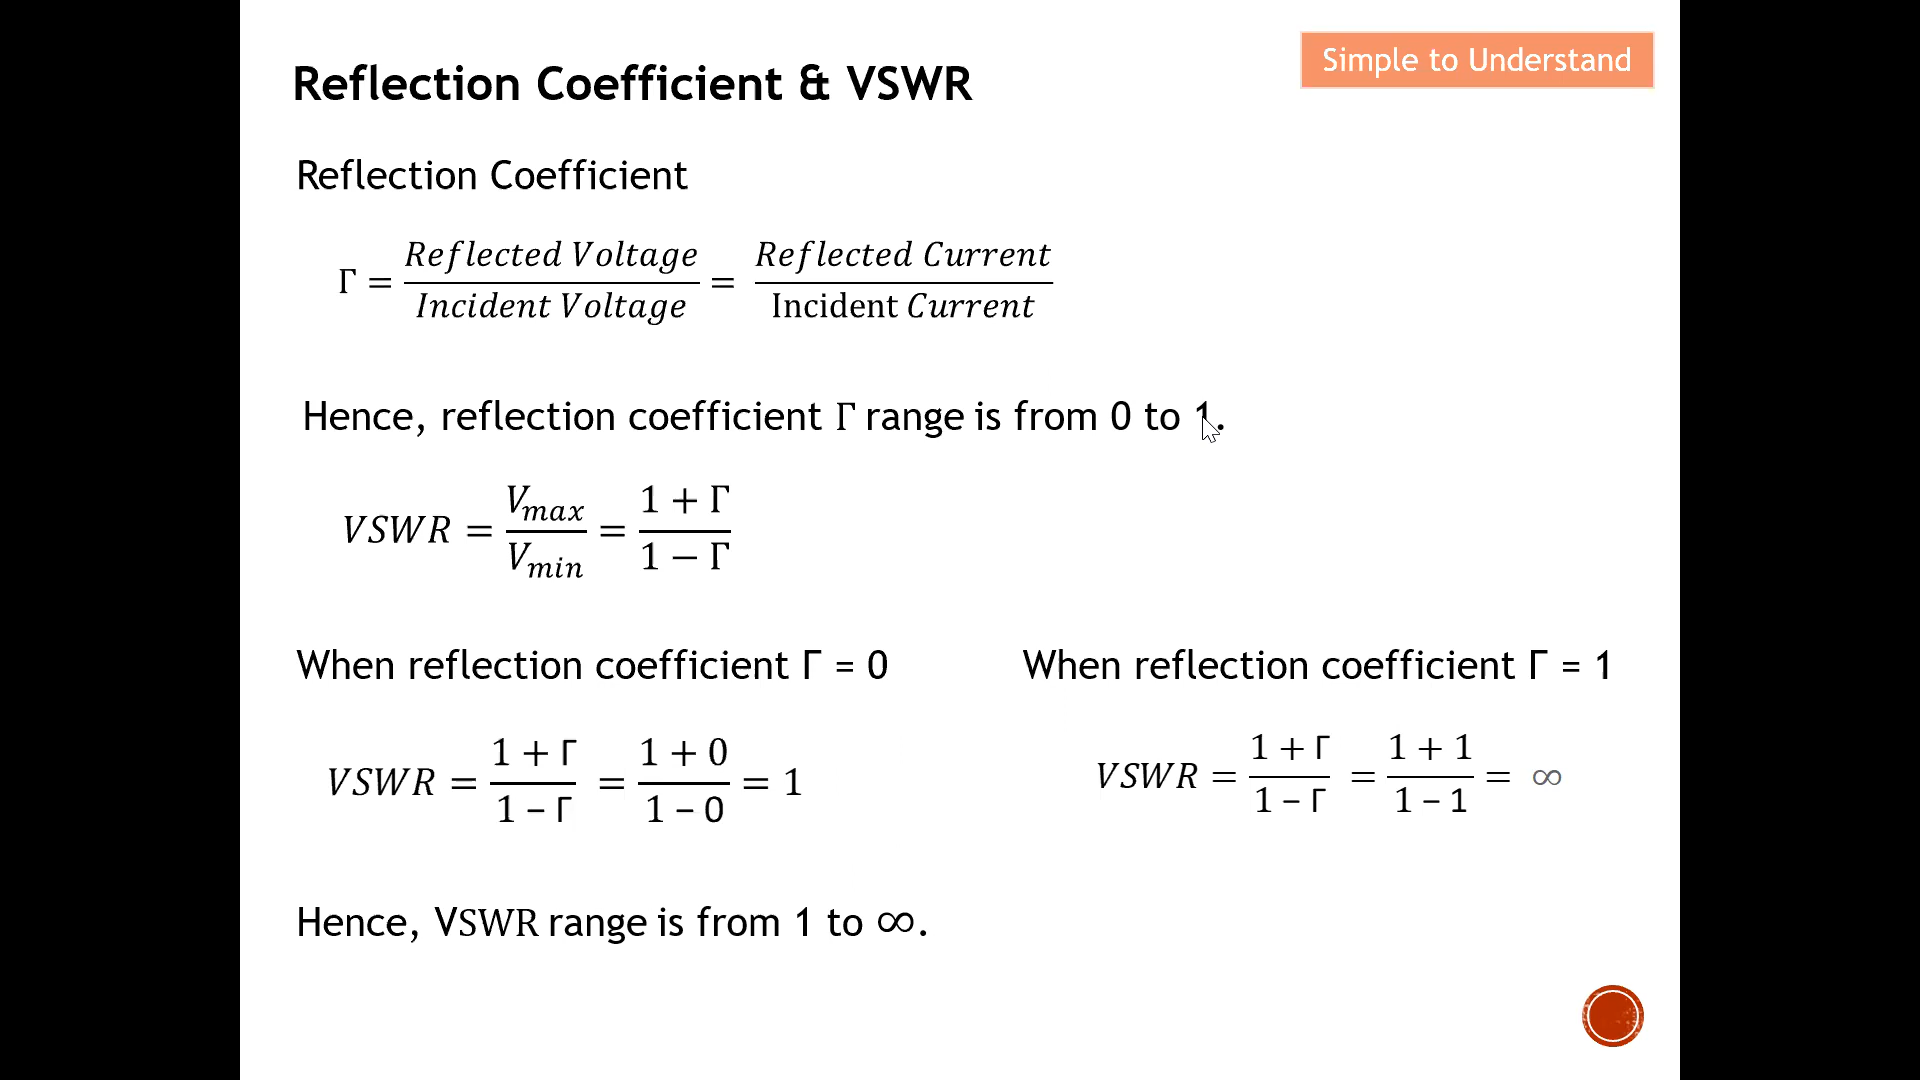 Simple to Understand
Reflection Coefficient & VSWR
Reflection Coefficient
Γ = Reflected Voltage / Incident Voltage = Reflected Current / Incident Current
Hence, reflection coefficient Γ range is from 0 to 1.
VSWR = Vmax / Vmin = 1 + Γ / 1 − Γ
When reflection coefficient Γ = 0
VSWR = 1 + Γ / 1 – Γ = 1 + 0 / 1 – 0 = 1
When reflection coefficient Γ = 1
VSWR = 1 + Γ / 1 – Γ = 1 + 1 / 1 – 1 = ∞
Hence, VSWR range is from 1 to ∞.